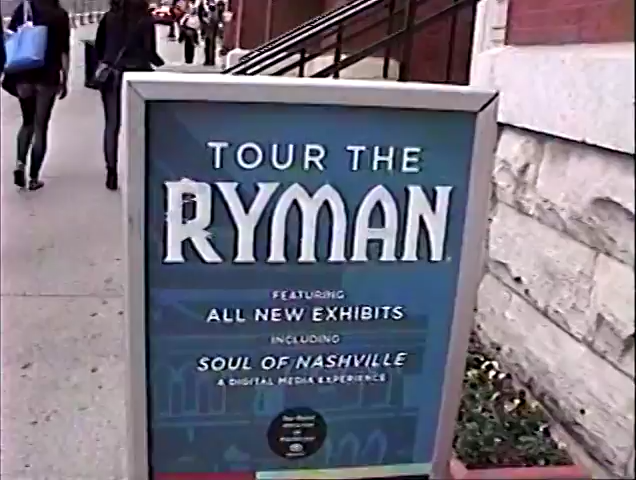 TOUR THE
RYMAN
FEATURING
ALL NEW EXHIBITS
INCLUDING
SOUL OF NASHVILLE
A DIGITAL MEDIA EXPERIENCE